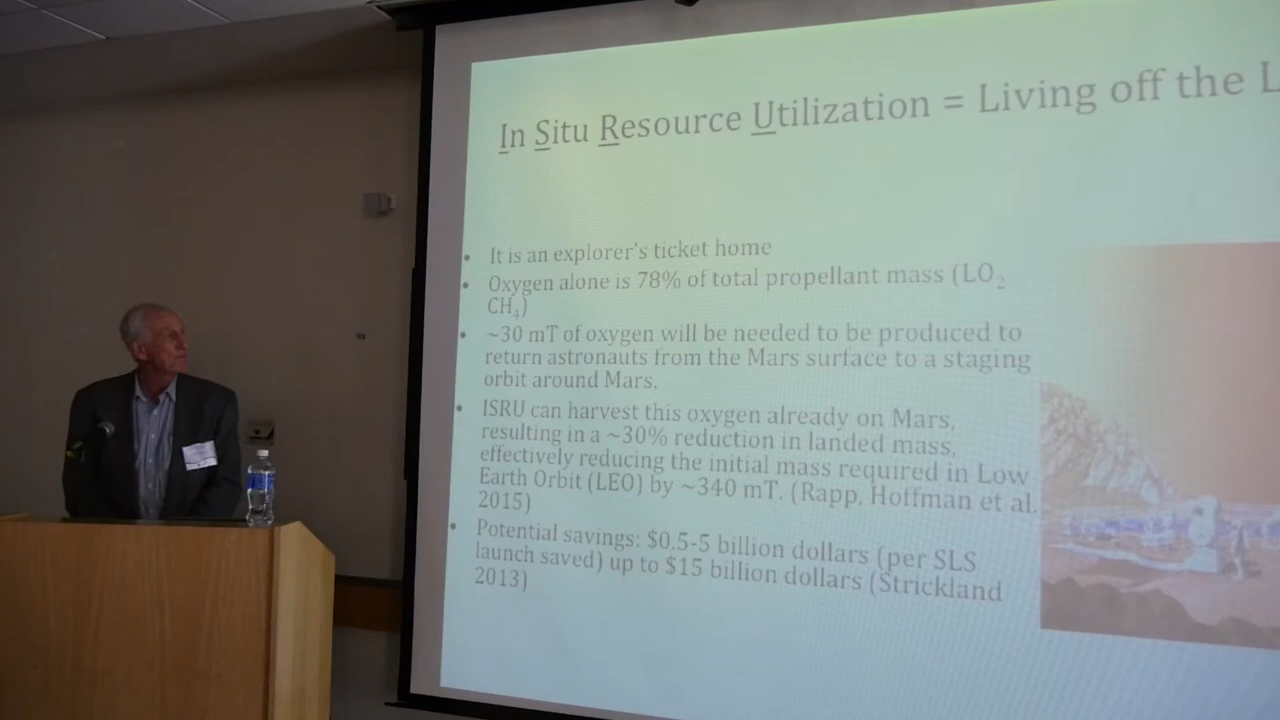 In Situ Resource Utilization = Living off the L
• It is an explorer's ticket home
• Oxygen alone is 78% of total propellant mass (LO₂
CH₄)
• ~30 mT of oxygen will be needed to be produced to
return astronauts from the Mars surface to a staging
orbit around Mars.
• ISRU can harvest this oxygen already on Mars,
resulting in a ~30% reduction in landed mass,
effectively reducing the initial mass required in Low
Earth Orbit (LEO) by ~340 mT. (Rapp, Hoffman et al.
2015)
• Potential savings: $0.5-5 billion dollars (per SLS
launch saved) up to $15 billion dollars (Strickland
2013)